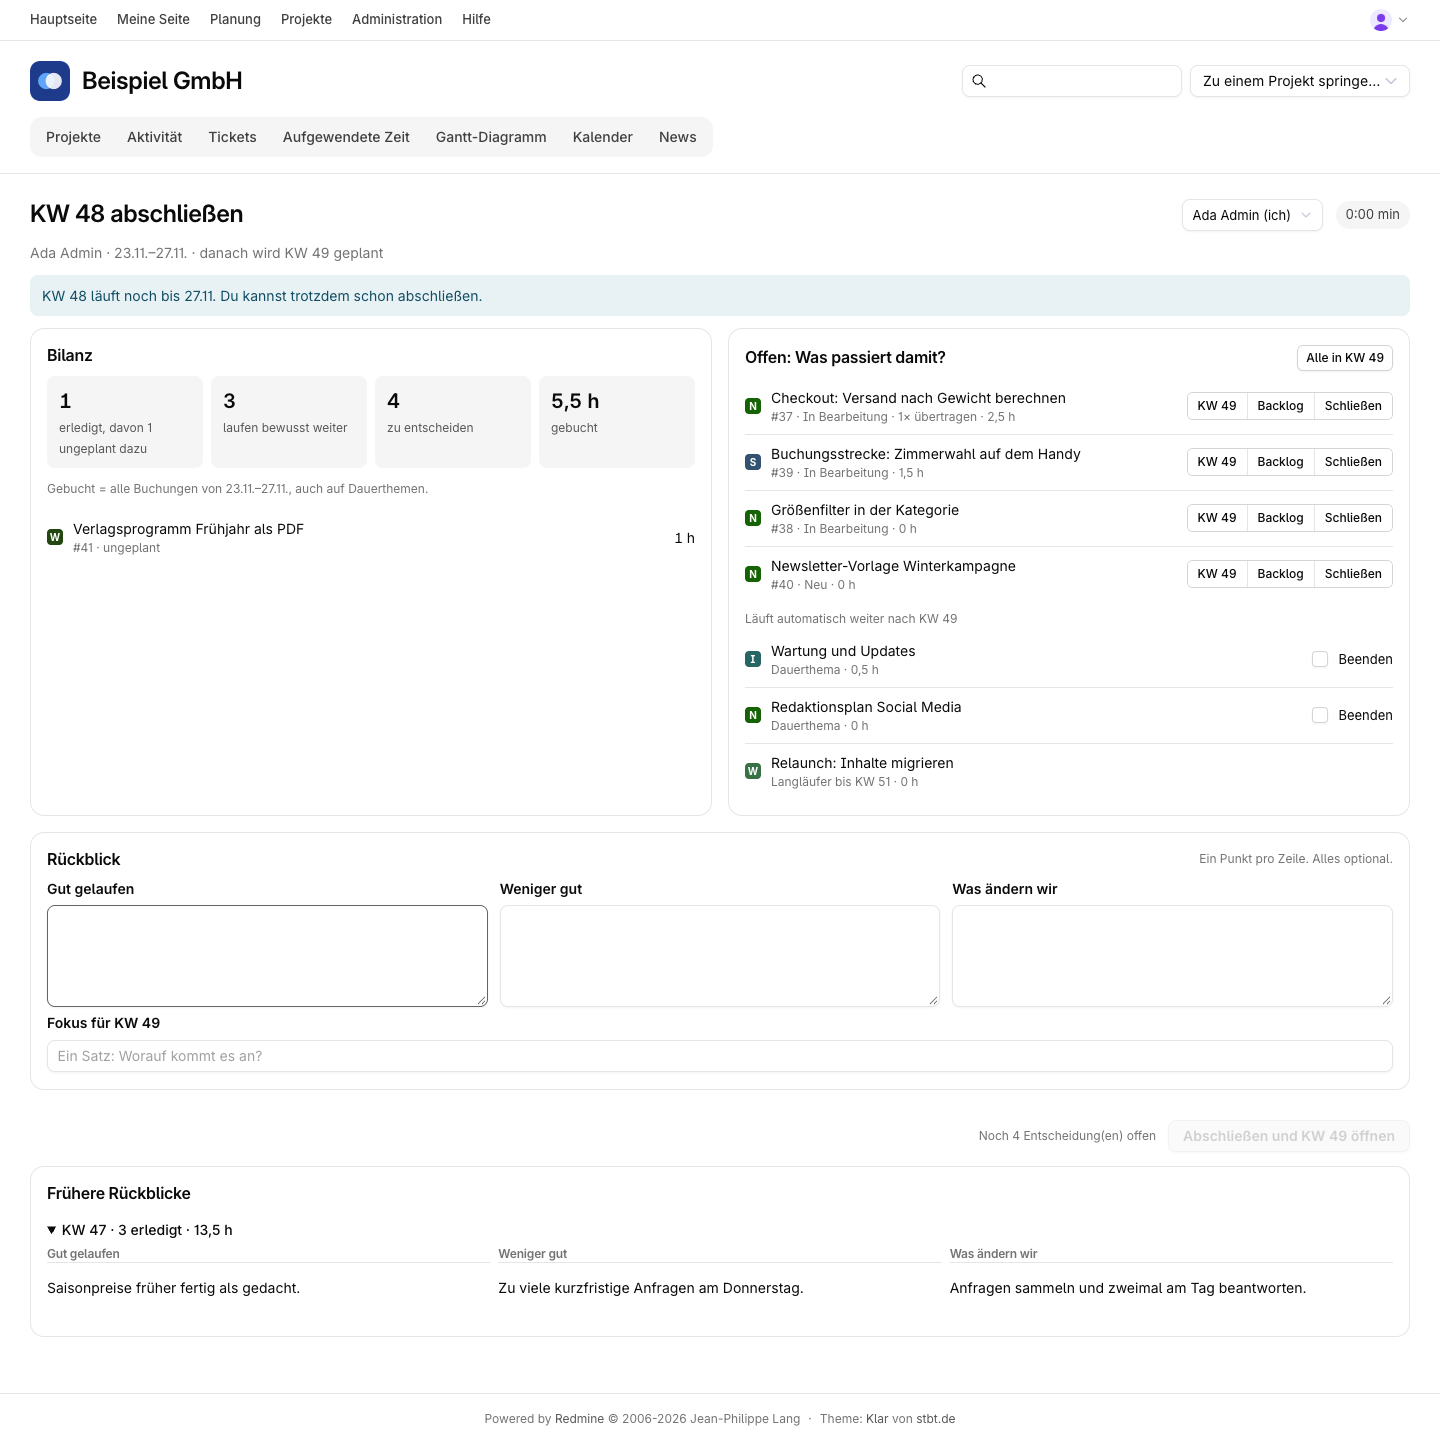 Hauptseite Meine Seite Planung Projekte Administration Hilfe
Beispiel GmbH
Zu einem Projekt springe...
Projekte Aktivität Tickets Aufgewendete Zeit Gantt-Diagramm Kalender News
KW 48 abschließen
Ada Admin (ich)
0:00 min
Ada Admin · 23.11.–27.11. · danach wird KW 49 geplant
KW 48 läuft noch bis 27.11. Du kannst trotzdem schon abschließen.
Bilanz
1
erledigt, davon 1
ungeplant dazu
3
laufen bewusst weiter
4
zu entscheiden
5,5 h
gebucht
Gebucht = alle Buchungen von 23.11.–27.11., auch auf Dauerthemen.
W
Verlagsprogramm Frühjahr als PDF
#41 · ungeplant
1 h
Offen: Was passiert damit?
Alle in KW 49
N
Checkout: Versand nach Gewicht berechnen
#37 · In Bearbeitung · 1× übertragen · 2,5 h
KW 49 Backlog Schließen
S
Buchungsstrecke: Zimmerwahl auf dem Handy
#39 · In Bearbeitung · 1,5 h
KW 49 Backlog Schließen
N
Größenfilter in der Kategorie
#38 · In Bearbeitung · 0 h
KW 49 Backlog Schließen
N
Newsletter-Vorlage Winterkampagne
#40 · Neu · 0 h
KW 49 Backlog Schließen
Läuft automatisch weiter nach KW 49
I
Wartung und Updates
Dauerthema · 0,5 h
Beenden
N
Redaktionsplan Social Media
Dauerthema · 0 h
Beenden
W
Relaunch: Inhalte migrieren
Langläufer bis KW 51 · 0 h
Rückblick
Ein Punkt pro Zeile. Alles optional.
Gut gelaufen
Weniger gut
Was ändern wir
Fokus für KW 49
Ein Satz: Worauf kommt es an?
Noch 4 Entscheidung(en) offen
Abschließen und KW 49 öffnen
Frühere Rückblicke
▼ KW 47 · 3 erledigt · 13,5 h
Gut gelaufen
Weniger gut
Was ändern wir
Saisonpreise früher fertig als gedacht.
Zu viele kurzfristige Anfragen am Donnerstag.
Anfragen sammeln und zweimal am Tag beantworten.
Powered by Redmine © 2006-2026 Jean-Philippe Lang · Theme: Klar von stbt.de